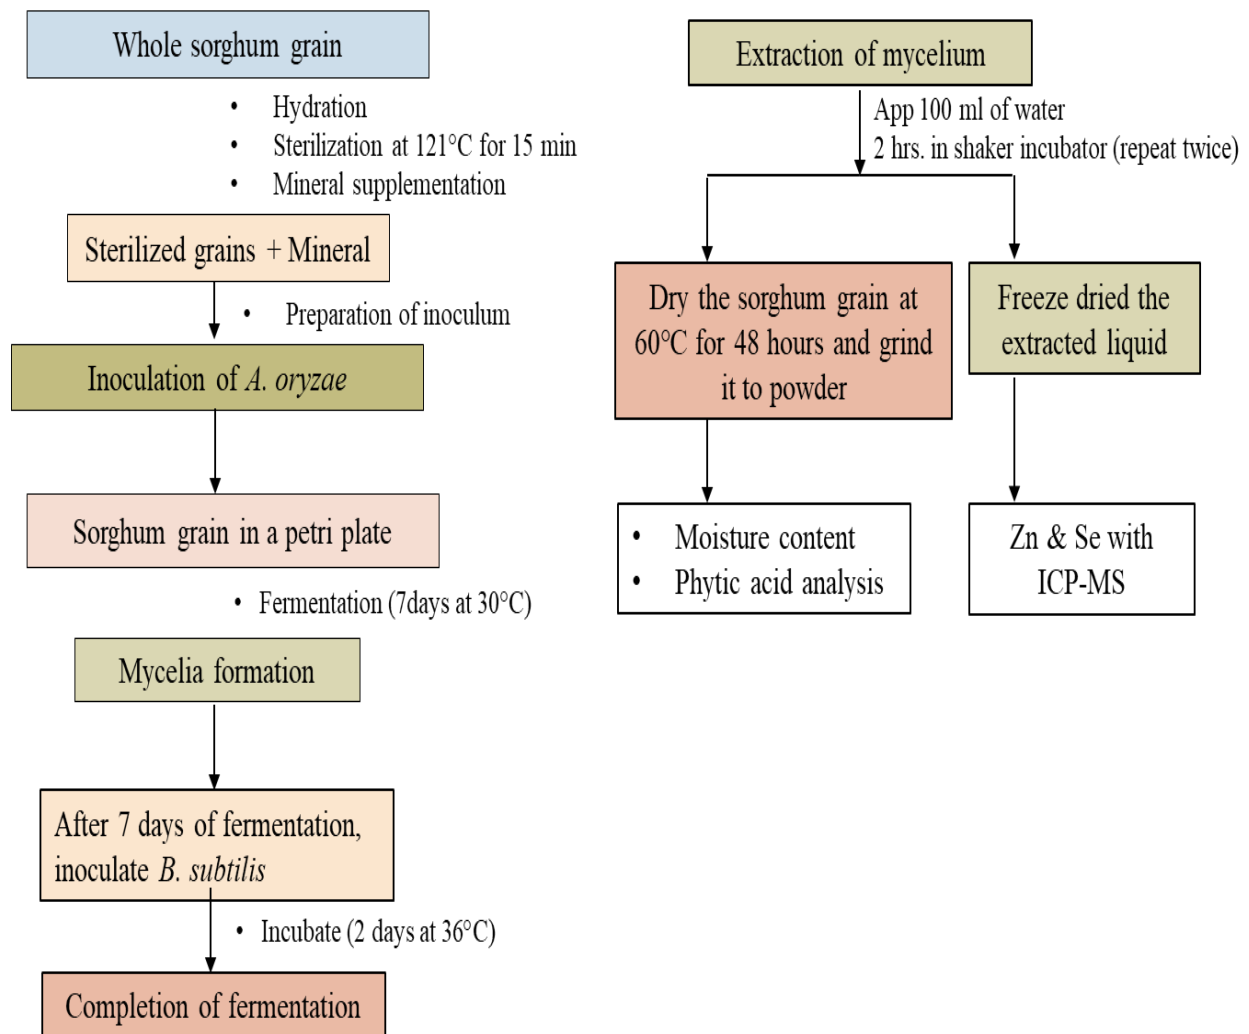 Whole sorghum grain
• Hydration
• Sterilization at 121°C for 15 min
• Mineral supplementation
Sterilized grains + Mineral
• Preparation of inoculum
Inoculation of A. oryzae
Sorghum grain in a petri plate
• Fermentation (7days at 30°C)
Mycelia formation
After 7 days of fermentation,
inoculate B. subtilis
• Incubate (2 days at 36°C)
Completion of fermentation
Extraction of mycelium
App 100 ml of water
2 hrs. in shaker incubator (repeat twice)
Dry the sorghum grain at
60°C for 48 hours and grind
it to powder
Freeze dried the
extracted liquid
• Moisture content
• Phytic acid analysis
Zn & Se with
ICP-MS